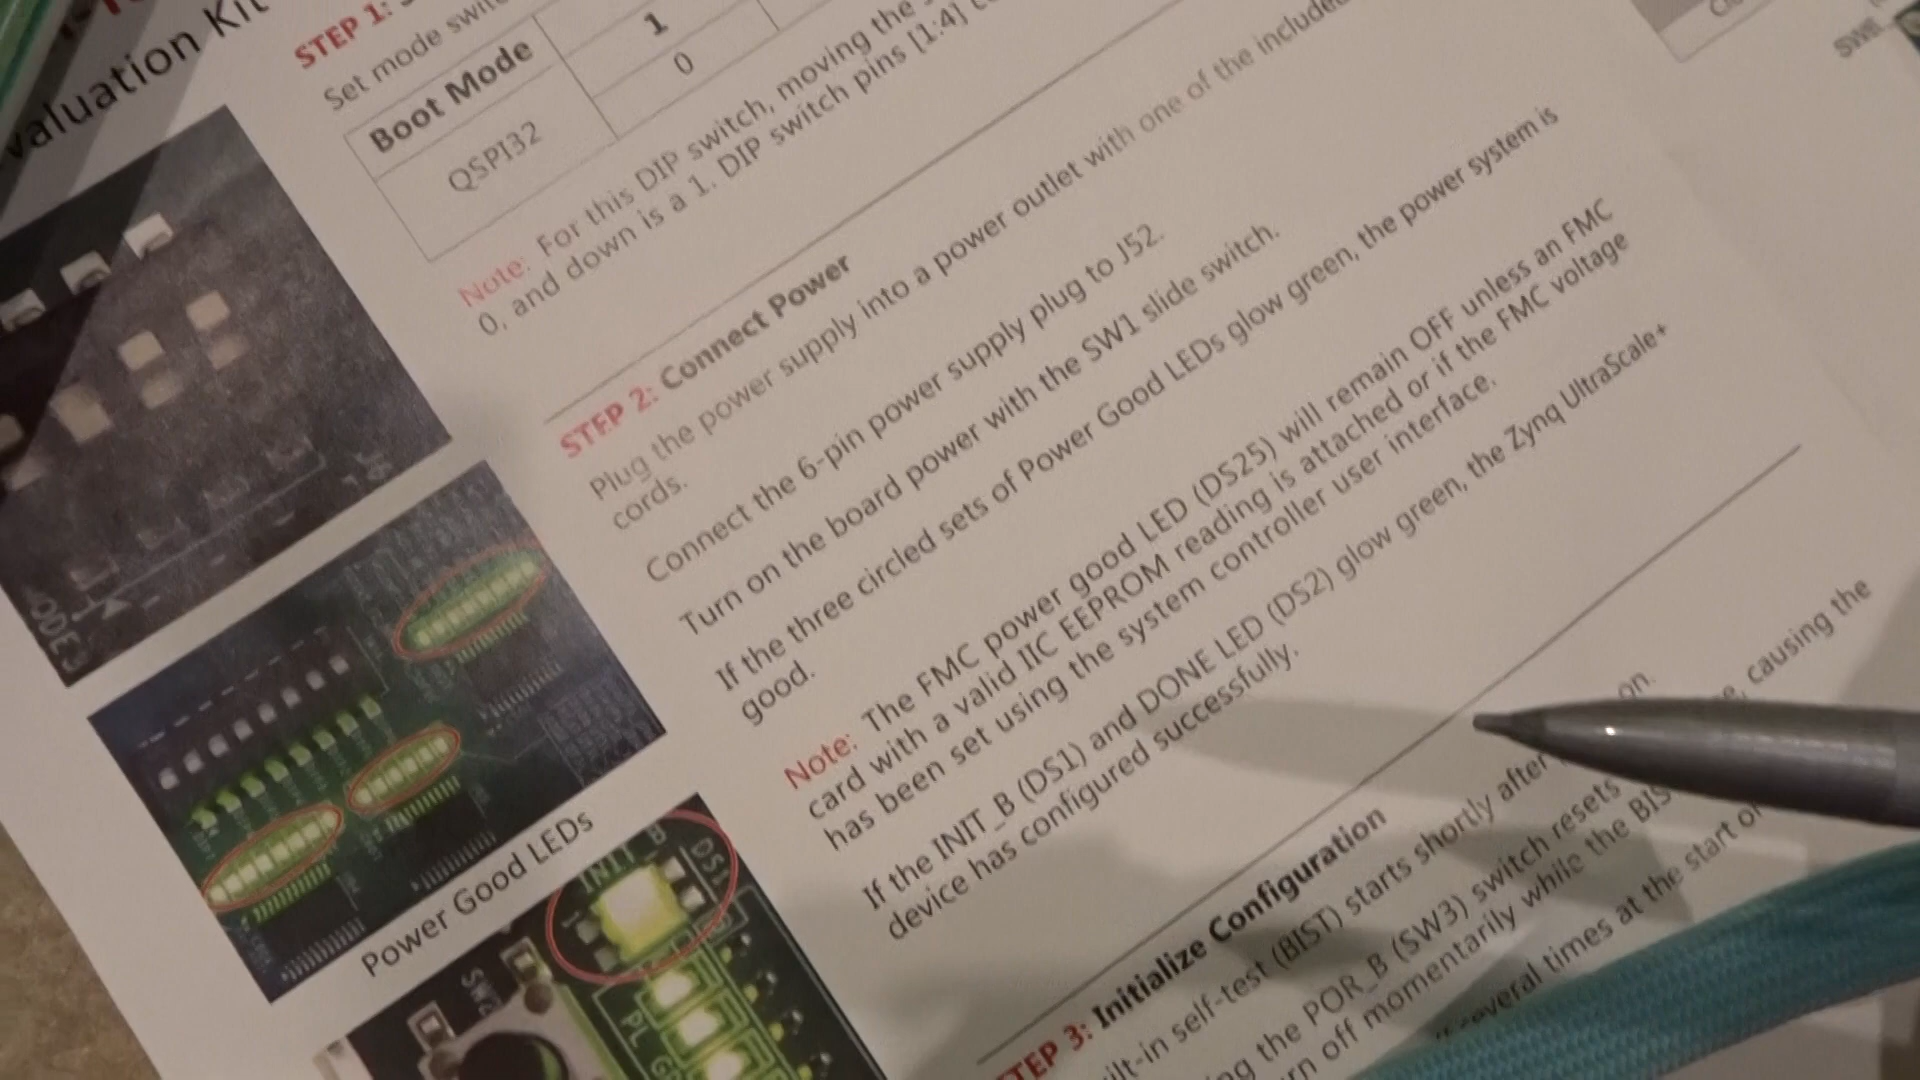 valuation Kit
STEP 1:
Set mode
Boot Mode
1
QSPI32
0
Note: For this DIP switch, moving the
0, and down is a 1. DIP switch pins [1:4]
STEP 2: Connect Power
Plug the power supply into a power outlet with one of the included
cords.
Connect the 6-pin power supply plug to J52.
Turn on the board power with the SW1 slide switch.
If the three circled sets of Power Good LEDs glow green, the power system is
good.
Note: The FMC power good LED (DS25) will remain OFF unless an FMC
card with a valid IIC EEPROM reading is attached or if the FMC voltage
has been set using the system controller user interface.
If the INIT_B (DS1) and DONE LED (DS2) glow green, the Zynq UltraScale+
device has configured successfully.
STEP 3: Initialize Configuration
ilt-in self-test (BIST) starts shortly after on.
ing the POR_B (SW3) switch resets e, causing the
rn off momentarily while the BIS
several times at the start of
Power Good LEDs
INIT_B
DS1
PL